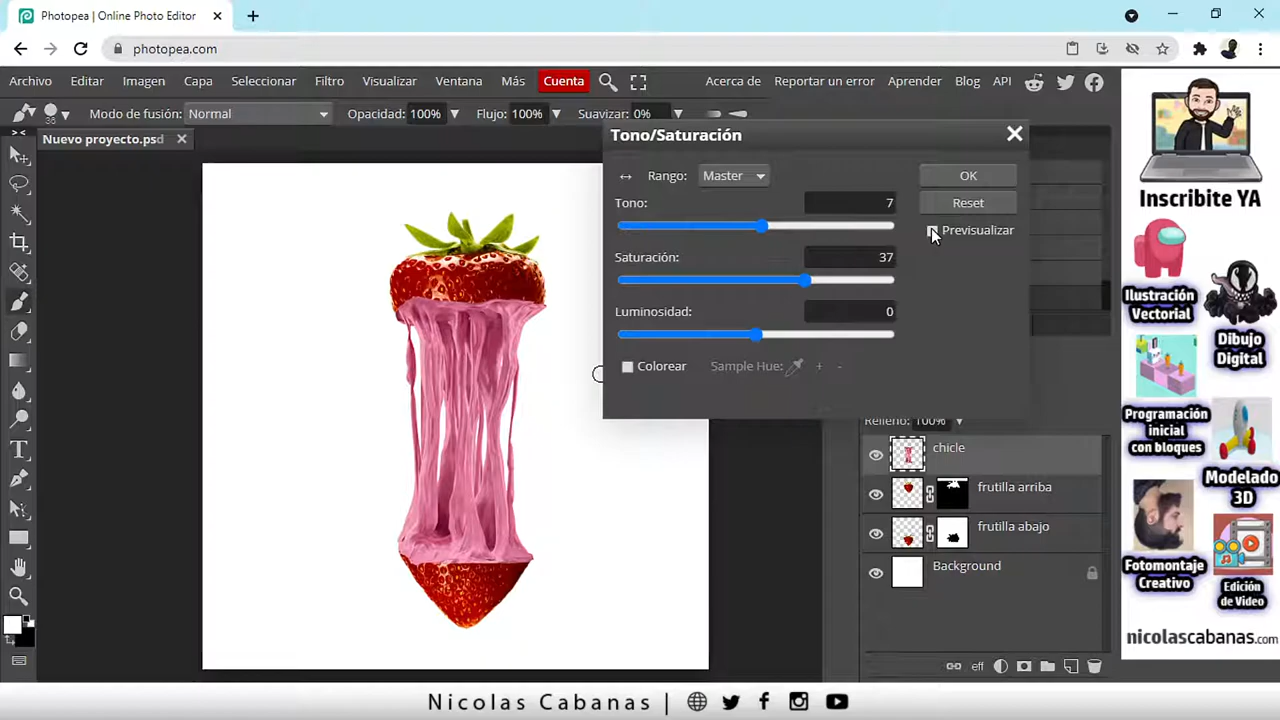 Photopea | Online Photo Editor
photopea.com
Archivo Editar Imagen Capa Seleccionar Filtro Visualizar Ventana Más Cuenta Acerca de Reportar un error Aprender Blog API
38 Modo de fusión: Normal Opacidad: 100% Flujo: 100% Suavizar: 0%
Nuevo proyecto.psd
Tono/Saturación
Rango: Master OK
Tono: 7 Reset
Previsualizar
Saturación: 37
Luminosidad: 0
Colorear Sample Hue: + -
Relleno: 100%
chicle
frutilla arriba
frutilla abajo
Background
eff
Inscribite YA
Ilustración
Vectorial
Dibujo
Digital
Programación
inicial
con bloques
Modelado
3D
Fotomontaje
Creativo
Edición
de Video
nicolascabanas.com
Nicolas Cabanas |